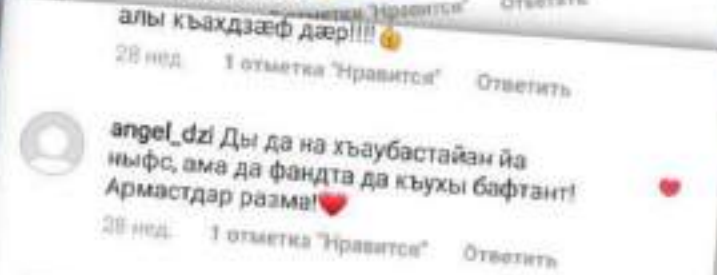 алы къахдзæф дæр!!!!👍
28 нед. 1 отметка "Нравится" Ответить
angel_dzi Ды да на хъаубастайӕн йа
ныфс, ама да фандта да къухы бафтант!
Армастдар разма!❤️
28 нед. 1 отметка "Нравится" Ответить